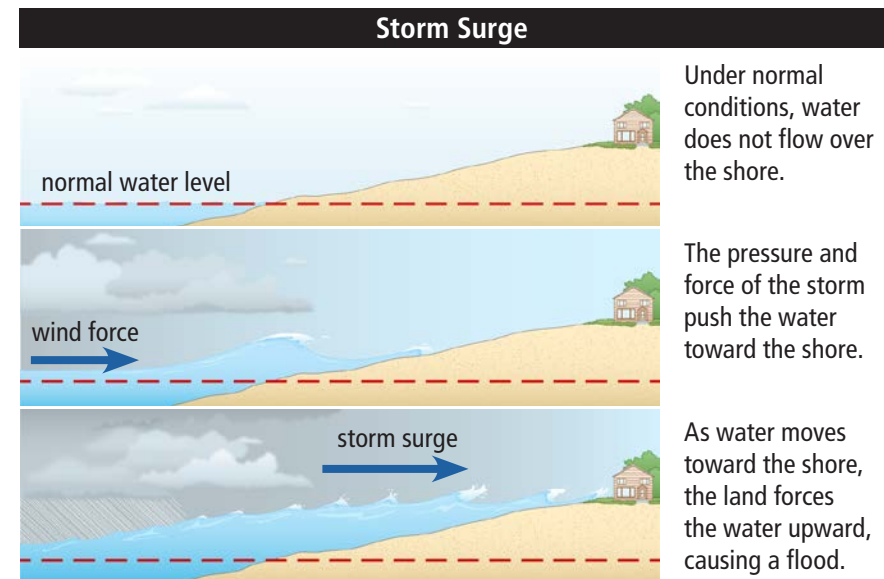 Storm Surge
normal water level
Under normal
conditions, water
does not flow over
the shore.
wind force
The pressure and
force of the storm
push the water
toward the shore.
storm surge
As water moves
toward the shore,
the land forces
the water upward,
causing a flood.